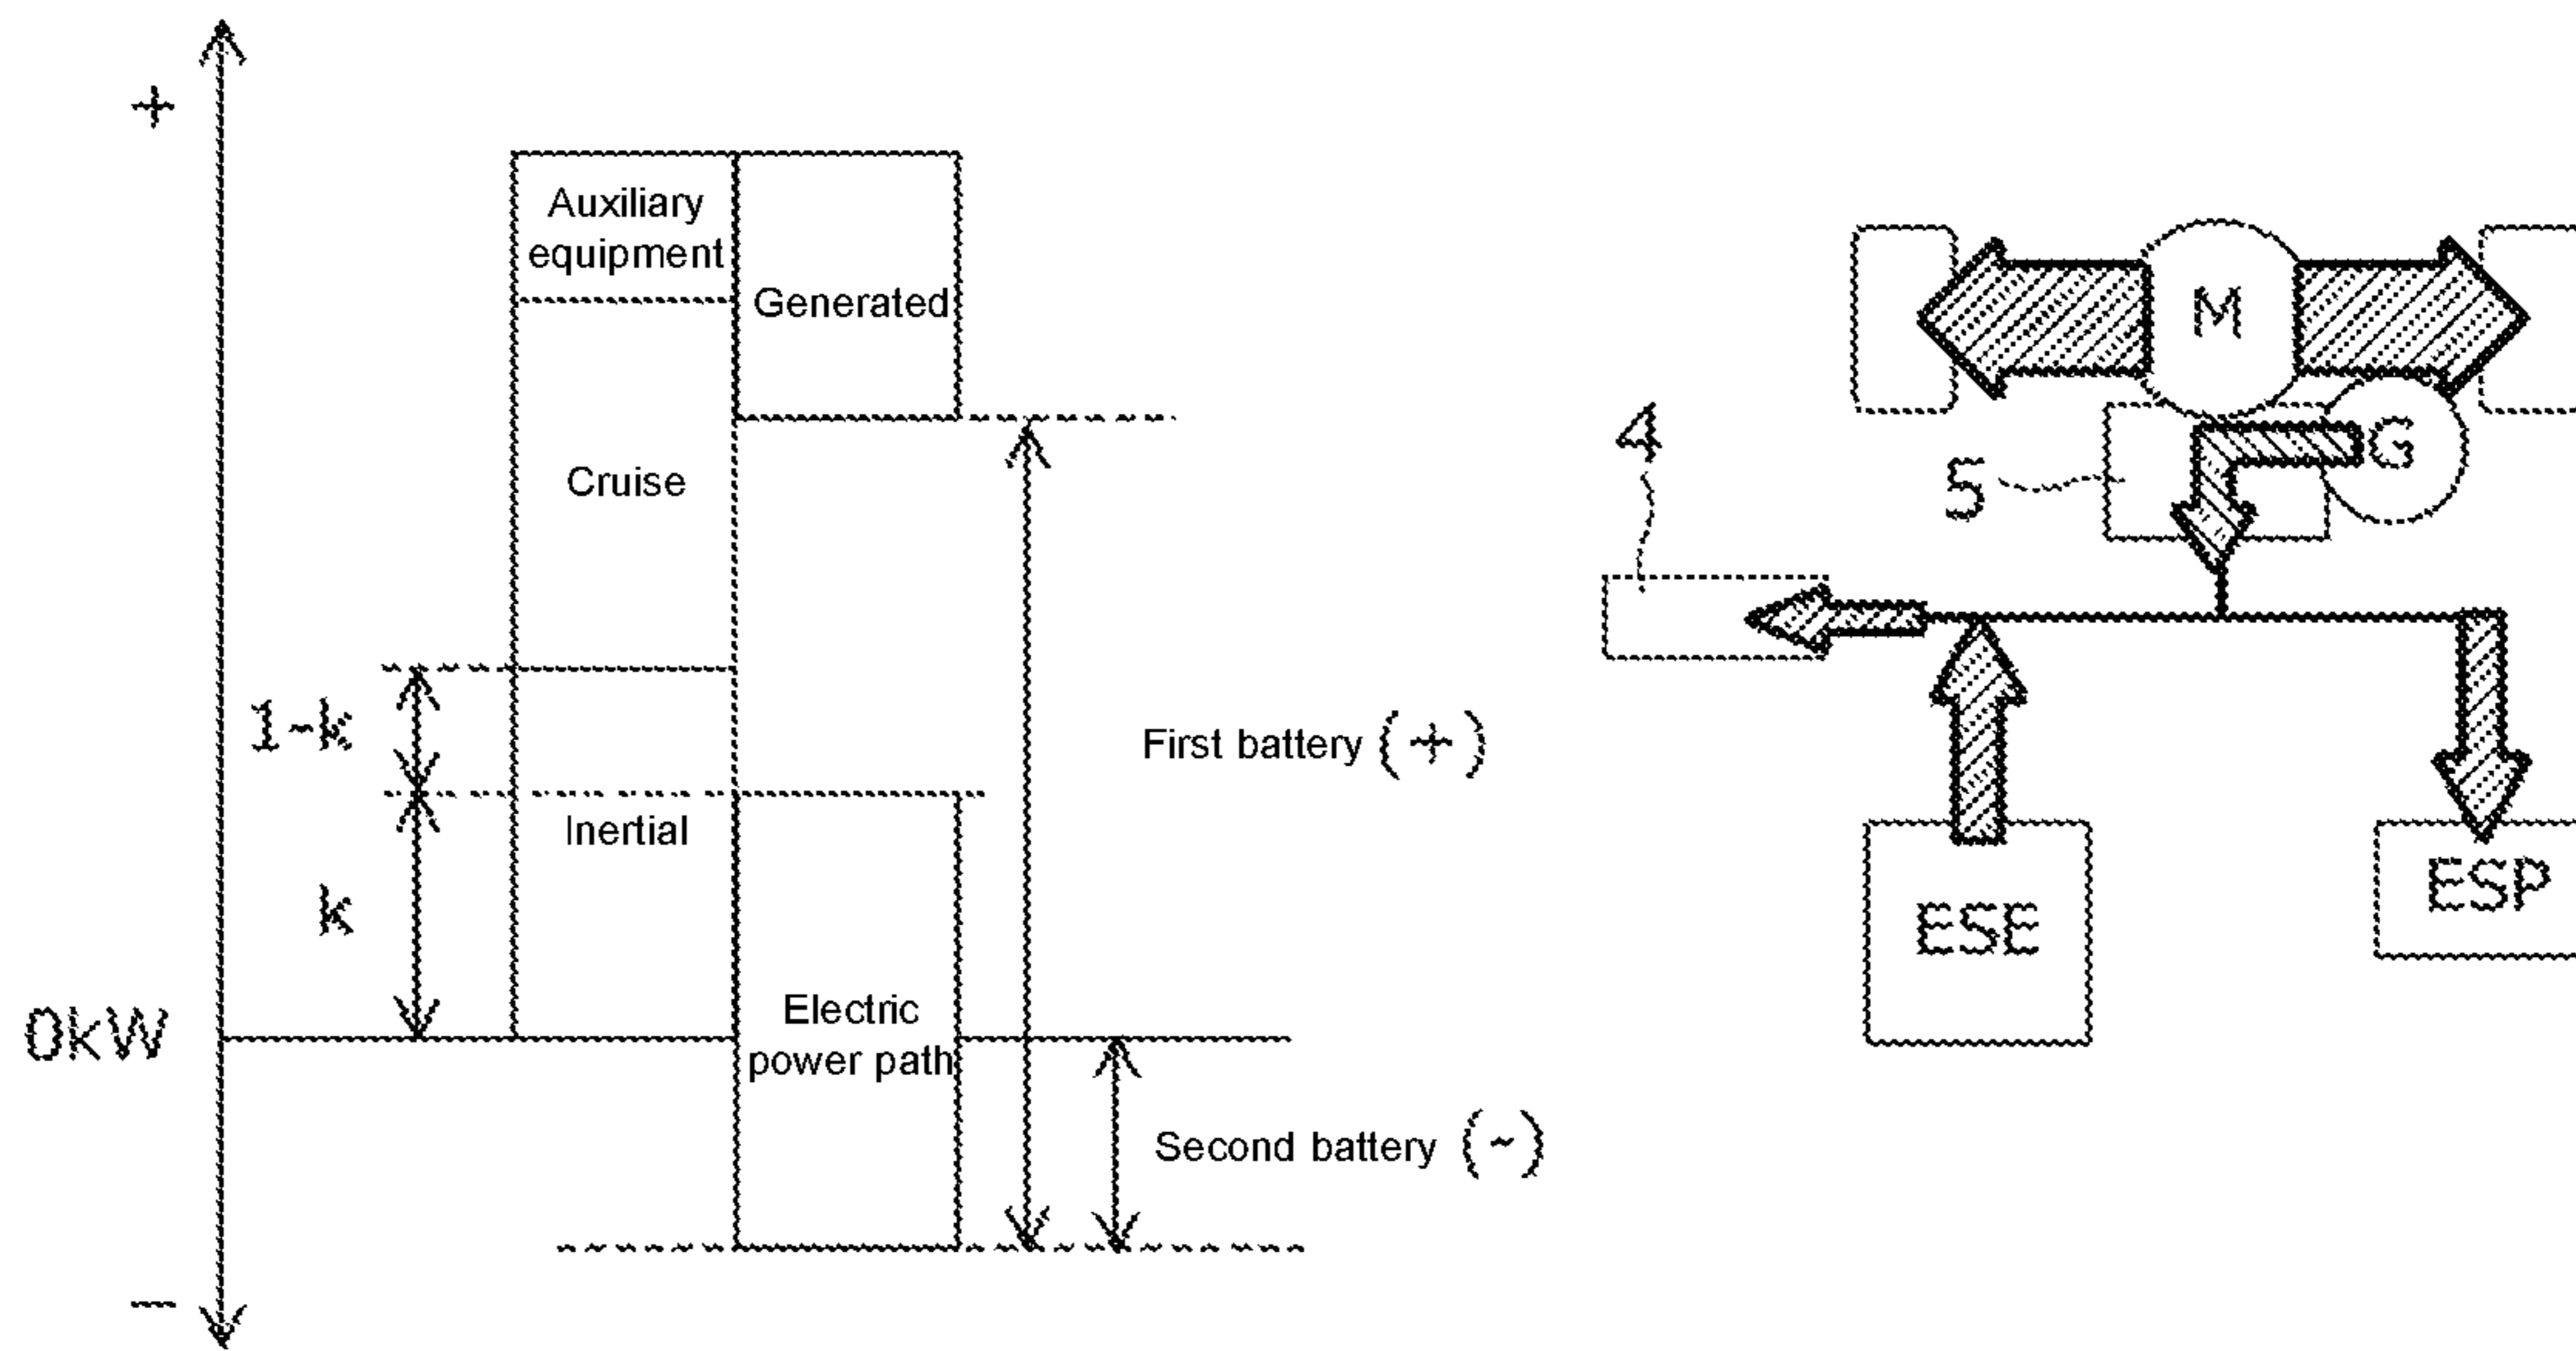 +
Auxiliary
equipment
Generated
Cruise
1-k
Inertial
k
0kW
Electric
power path
First battery (+)
Second battery (-)
−
M
G
4
5
ESE
ESP